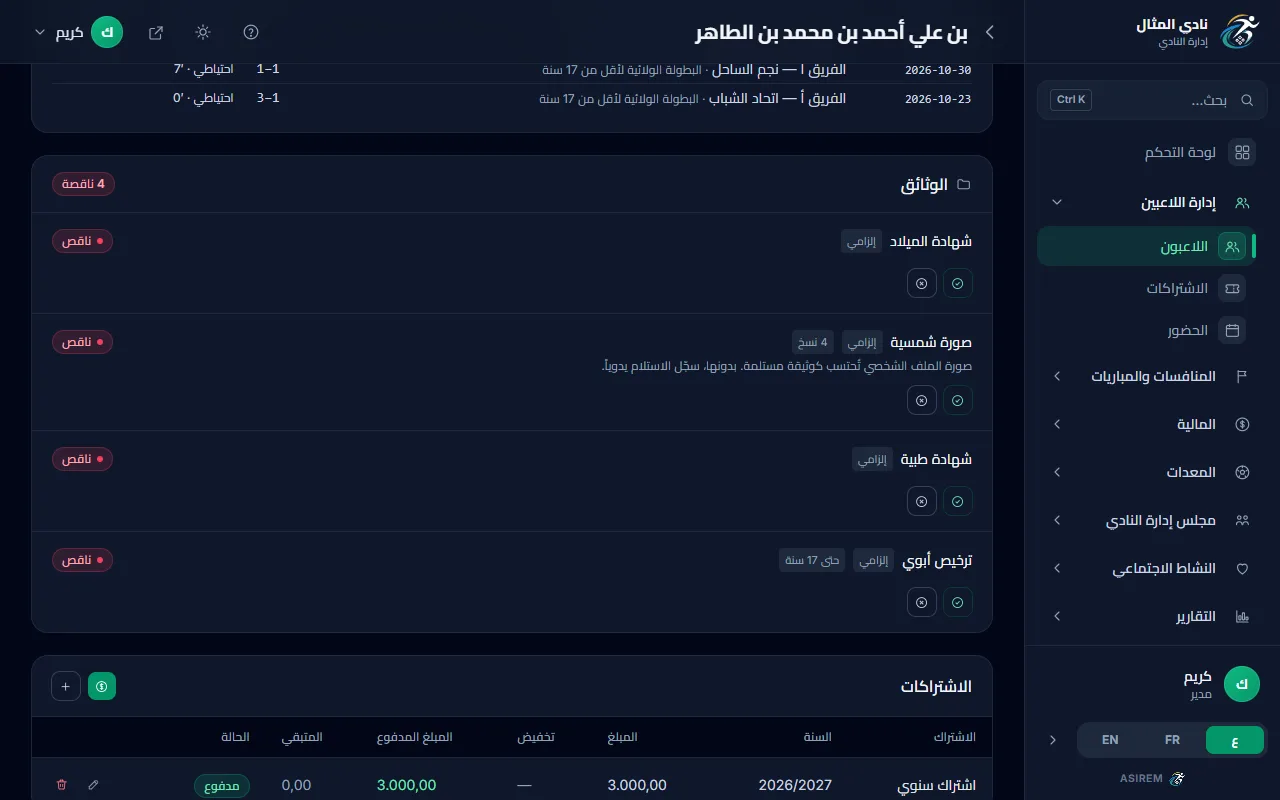 نادي المثال
إدارة النادي
بحث...
Ctrl K
لوحة التحكم
إدارة اللاعبين
اللاعبون
الاشتراكات
الحضور
المنافسات والمباريات
المالية
المعدات
مجلس إدارة النادي
النشاط الاجتماعي
التقارير
ك
كريم
مدير
ع
FR
EN
ASIREM
بن علي أحمد بن محمد بن الطاهر
ك
كريم
2026-10-30 الفريق أ — نجم الساحل · البطولة الولائية لأقل من 17 سنة 1–1 احتياطي · 7′
2026-10-23 الفريق أ — اتحاد الشباب · البطولة الولائية لأقل من 17 سنة 3–1 احتياطي · 0′
الوثائق 4 ناقصة
شهادة الميلاد إلزامي ناقص
صورة شمسية إلزامي 4 نسخ ناقص
صورة الملف الشخصي تُحتسب كوثيقة مستلمة. بدونها، سجّل الاستلام يدوياً.
شهادة طبية إلزامي ناقص
ترخيص أبوي إلزامي حتى 17 سنة ناقص
الاشتراكات
الاشتراك السنة المبلغ تخفيض المبلغ المدفوع المتبقي الحالة
اشتراك سنوي 2026/2027 3.000,00 — 3.000,00 0,00 مدفوع